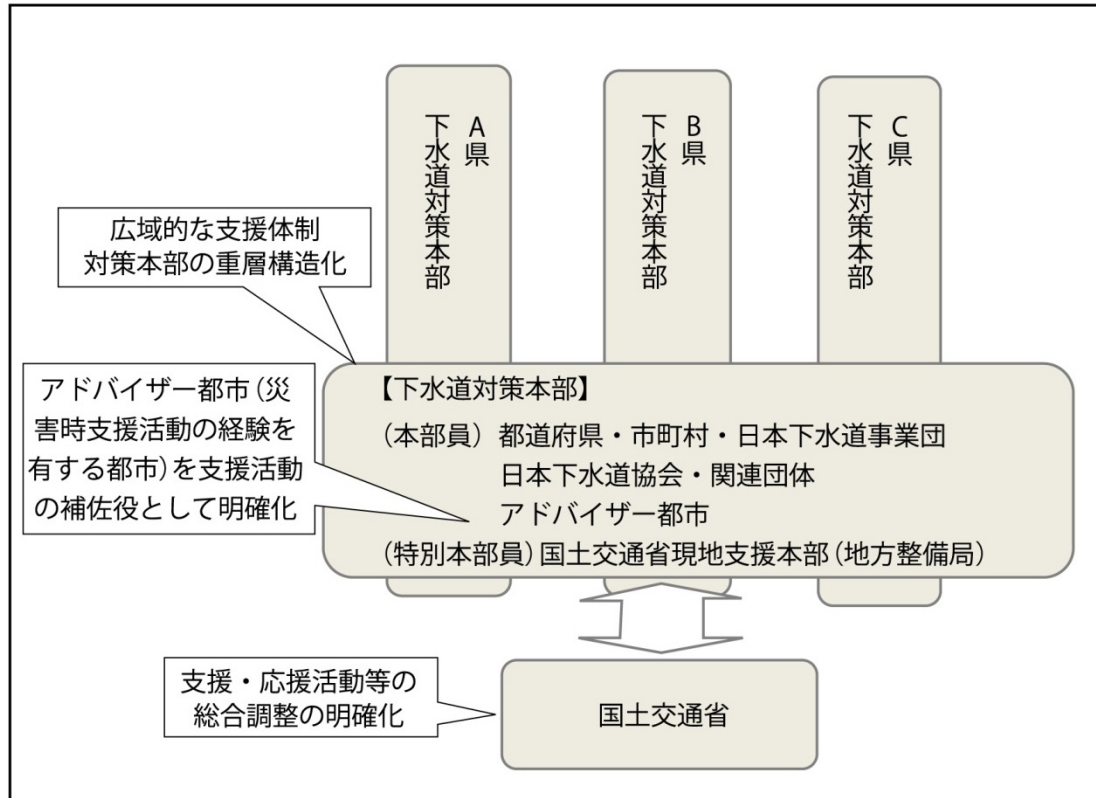 A県
下水道対策本部
B県
下水道対策本部
C県
下水道対策本部
広域的な支援体制
対策本部の重層構造化
アドバイザー都市（災
害時支援活動の経験を
有する都市）を支援活動
の補佐役として明確化
【下水道対策本部】
（本部員）都道府県・市町村・日本下水道事業団
日本下水道協会・関連団体
アドバイザー都市
（特別本部員）国土交通省現地支援本部（地方整備局）
支援・応援活動等の
総合調整の明確化
国土交通省